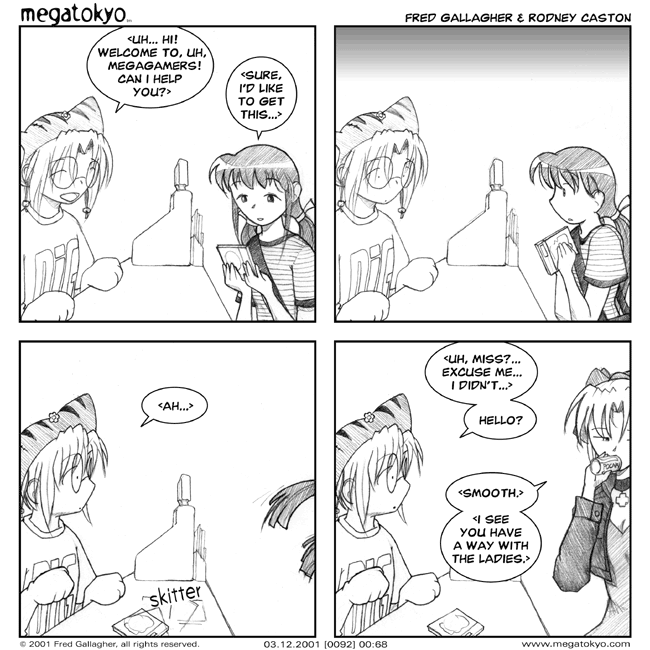 megatokyo™
FRED GALLAGHER & RODNEY CASTON
<UH... HI!
WELCOME TO, UH,
MEGAGAMERS!
CAN I HELP
YOU?>
<SURE,
I'D LIKE
TO GET
THIS...>
<AH...>
skitter
<UH, MISS?...
EXCUSE ME...
I DIDN'T...>
HELLO?
<SMOOTH.>
<I SEE
YOU HAVE
A WAY WITH
THE LADIES.>
© 2001 Fred Gallagher, all rights reserved.
03.12.2001 [0092] 00:68
www.megatokyo.com